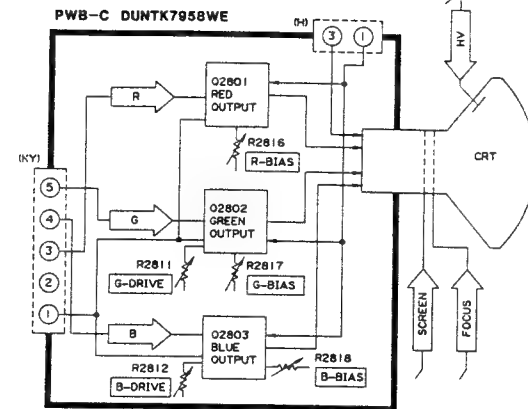 PWB-C DUNTK7958WE
(H)
3 1
HV
R
Q2801
RED
OUTPUT
R2816
R-BIAS
CRT
(KY)
5
4
3
2
1
G
Q2802
GREEN
OUTPUT
R2811
G-DRIVE
R2817
G-BIAS
B
Q2803
BLUE
OUTPUT
R2812
B-DRIVE
R2818
B-BIAS
SCREEN
FOCUS